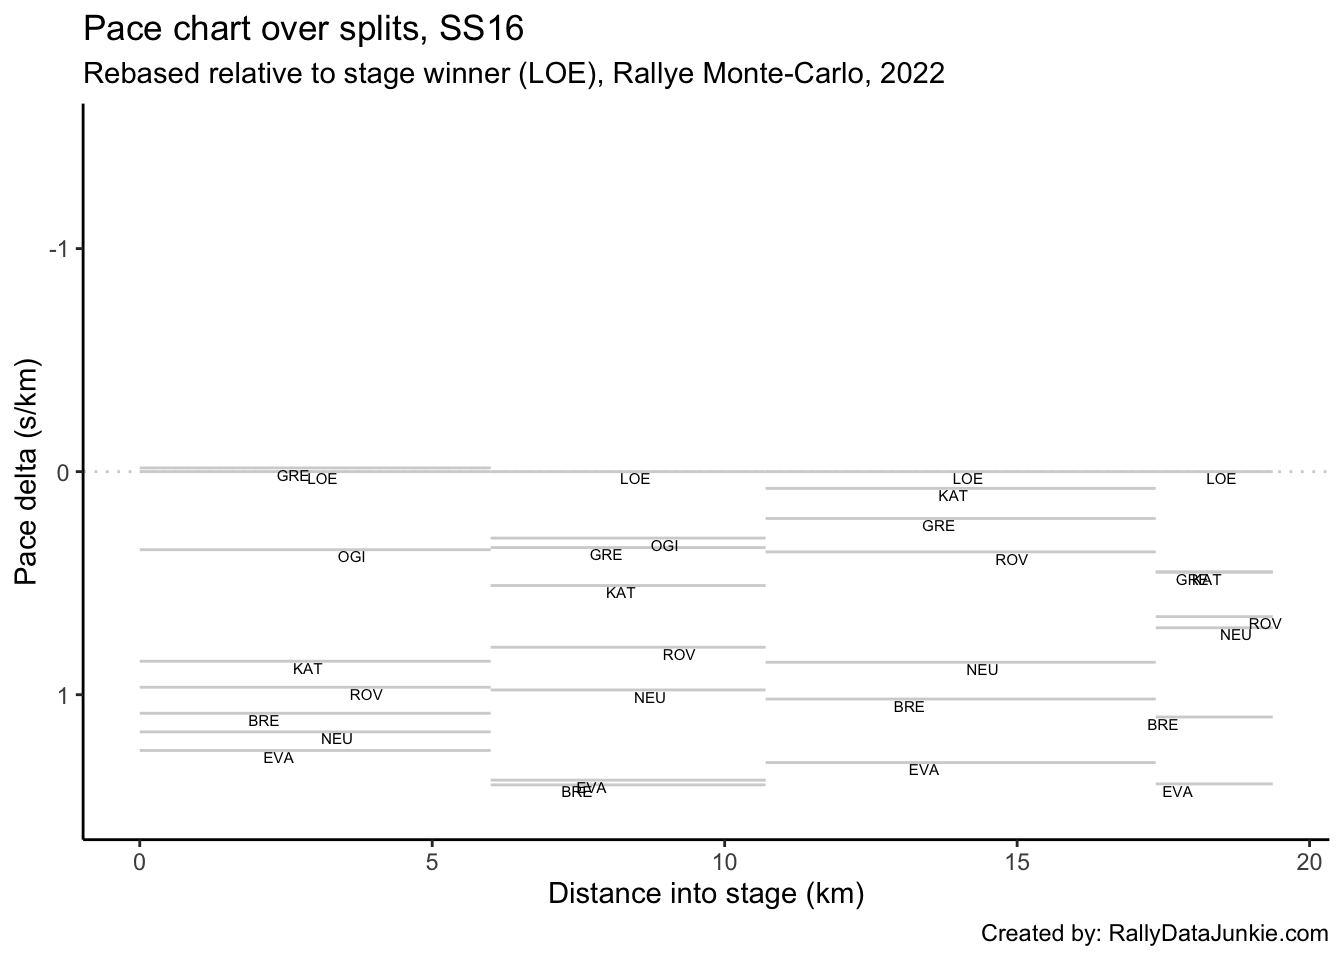 Pace chart over splits, SS16
Rebased relative to stage winner (LOE), Rallye Monte-Carlo, 2022
Pace delta (s/km)
-1
0
1
GRE LOE LOE LOE LOE
KAT
GRE
OGI
OGI
GRE
ROV
KAT
GRE KAT
ROV
NEU
KAT
ROV
NEU
ROV
NEU
BRE
BRE
BRE
NEU
EVA
EVA
EVA
BRE
EVA
0 5 10 15 20
Distance into stage (km)
Created by: RallyDataJunkie.com